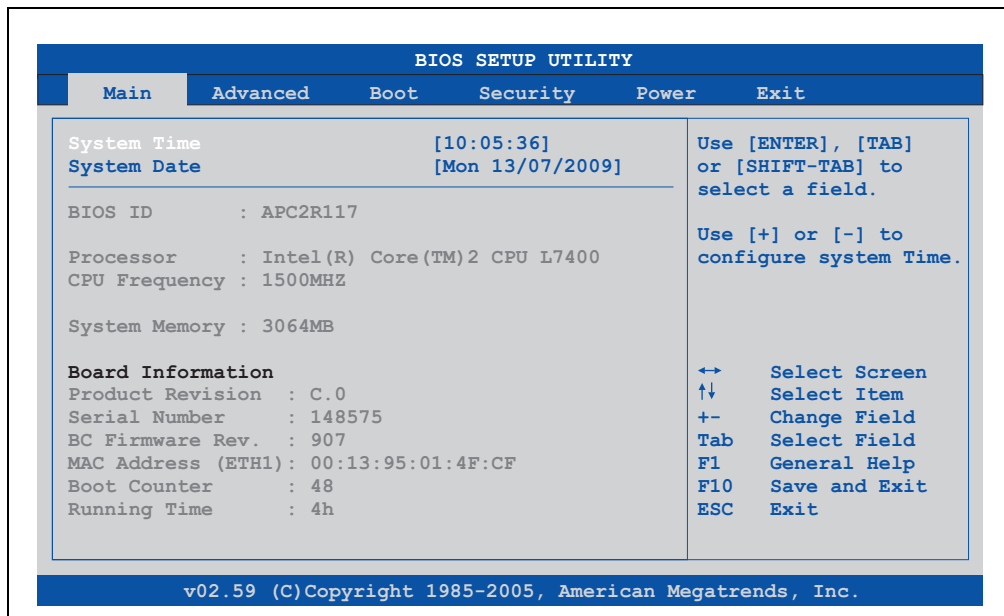 BIOS SETUP UTILITY
Main Advanced Boot Security Power Exit
System Time [10:05:36]
System Date [Mon 13/07/2009]
BIOS ID : APC2R117
Processor : Intel(R) Core(TM)2 CPU L7400
CPU Frequency : 1500MHZ
System Memory : 3064MB
Board Information
Product Revision : C.0
Serial Number : 148575
BC Firmware Rev. : 907
MAC Address (ETH1): 00:13:95:01:4F:CF
Boot Counter : 48
Running Time : 4h
Use [ENTER], [TAB]
or [SHIFT-TAB] to
select a field.
Use [+] or [-] to
configure system Time.
↔ Select Screen
↑↓ Select Item
+- Change Field
Tab Select Field
F1 General Help
F10 Save and Exit
ESC Exit
v02.59 (C)Copyright 1985-2005, American Megatrends, Inc.